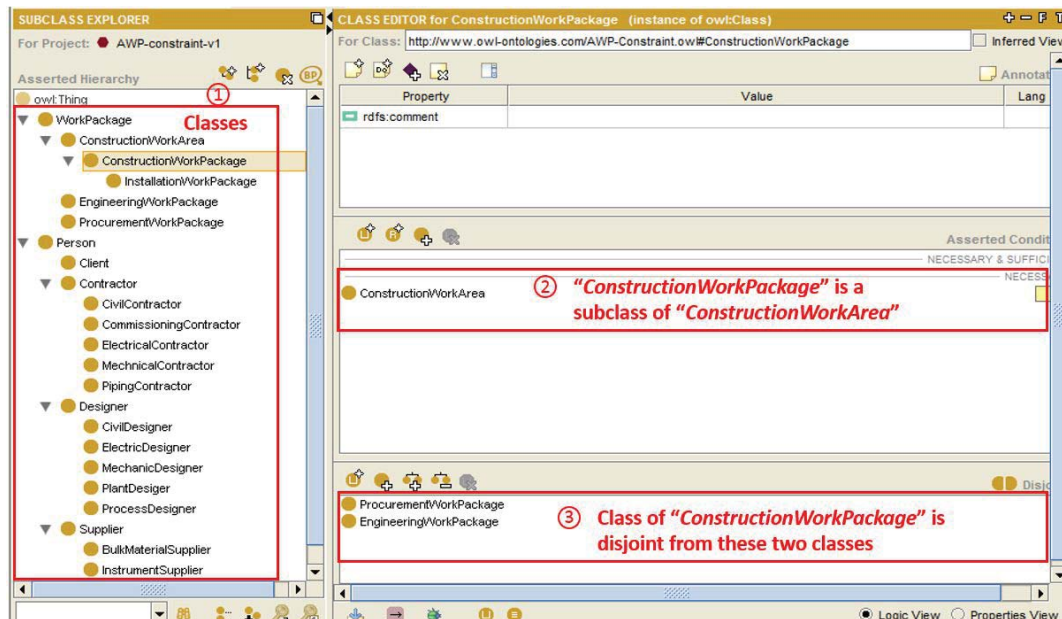 SUBCLASS EXPLORER
For Project: AWP-constraint-v1
Asserted Hierarchy
BP
① Classes
owl:Thing
WorkPackage
ConstructionWorkArea
ConstructionWorkPackage
InstallationWorkPackage
EngineeringWorkPackage
ProcurementWorkPackage
Person
Client
Contractor
CivilContractor
CommissioningContractor
ElectricalContractor
MechnicalContractor
PipingContractor
Designer
CivilDesigner
ElectricDesigner
MechanicDesigner
PlantDesiger
ProcessDesigner
Supplier
BulkMaterialSupplier
InstrumentSupplier
CLASS EDITOR for ConstructionWorkPackage (instance of owl:Class)
F T
For Class: http://www.owl-ontologies.com/AWP-Constraint.owl#ConstructionWorkPackage Inferred View
Annotat
Property Value Lang
rdfs:comment
Asserted Condit
NECESSARY & SUFFICI
NECESS
ConstructionWorkArea
② “ConstructionWorkPackage” is a
subclass of “ConstructionWorkArea”
Disjo
ProcurementWorkPackage
EngineeringWorkPackage
③ Class of “ConstructionWorkPackage” is
disjoint from these two classes
Logic View Properties View